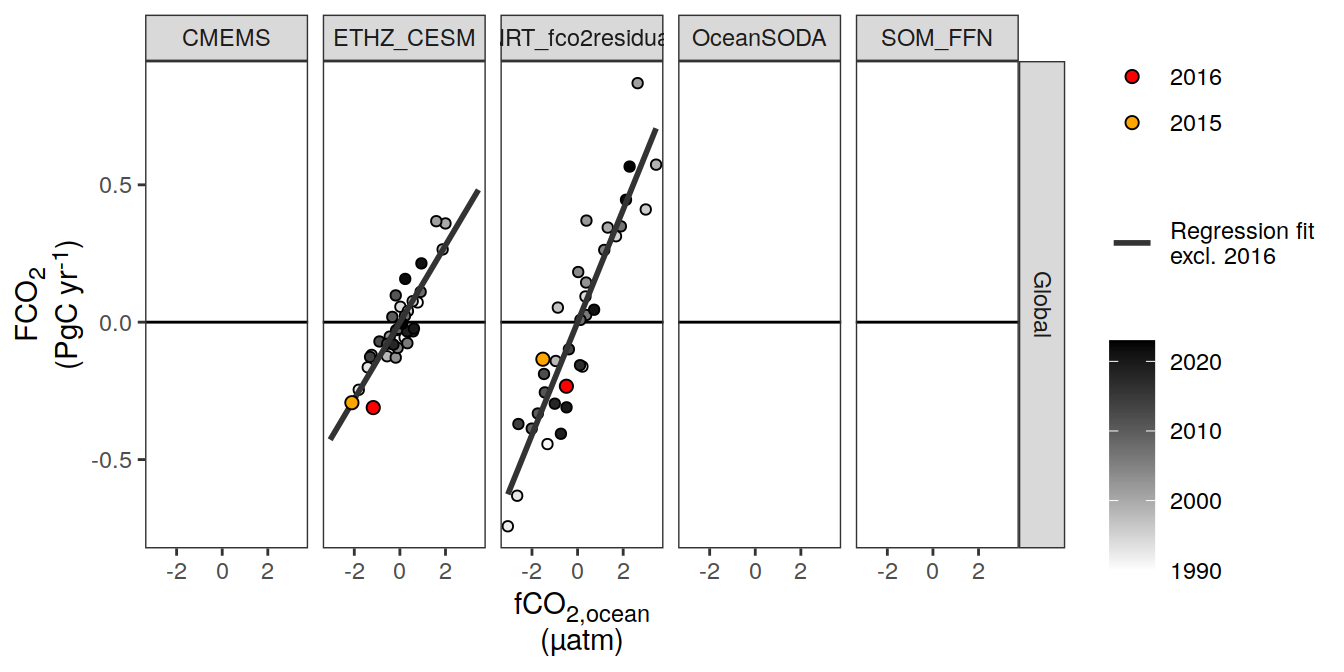 CMEMS ETHZ_CESM NRT_fco2residua OceanSODA SOM_FFN
2016
2015
Regression fit
excl. 2016
Global
FCO2
(PgC yr-1)
0.5
0.0
-0.5
2020
2010
2000
1990
-2 0 2 -2 0 2 -2 0 2 -2 0 2 -2 0 2
fCO2,ocean
(µatm)